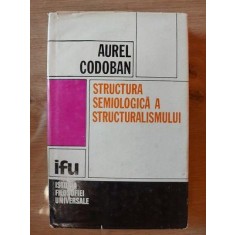 AUREL
CODOBAN
STRUCTURA
SEMIOLOGICĂ A
STRUCTURALISMULUI
ifu
ISTORIA
FILOSOFIEI
UNIVERSALE